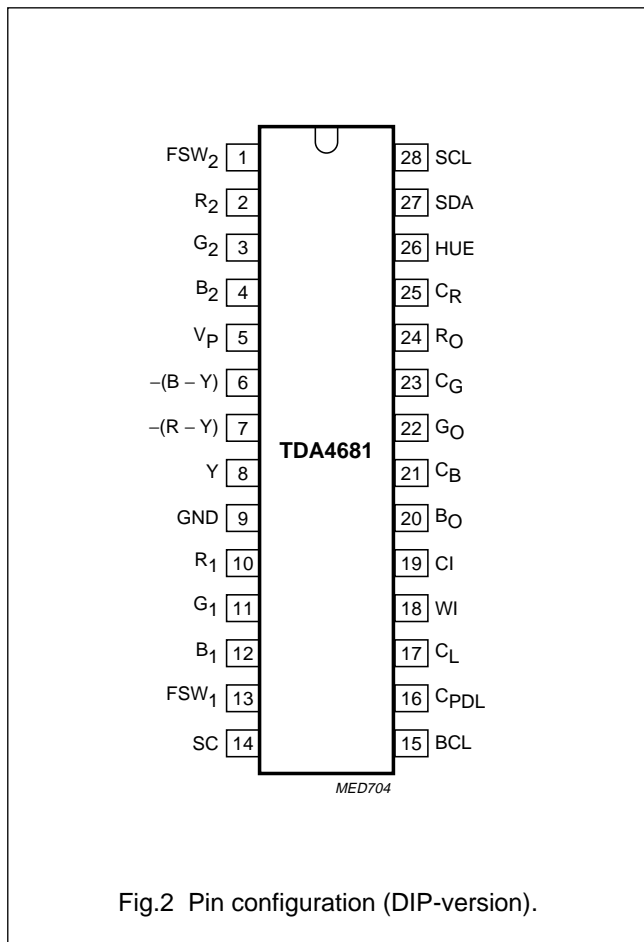 FSW2 1 28 SCL
R2 2 27 SDA
G2 3 26 HUE
B2 4 25 CR
VP 5 24 RO
−(B − Y) 6 23 CG
−(R − Y) 7 22 GO
TDA4681
Y 8 21 CB
GND 9 20 BO
R1 10 19 CI
G1 11 18 WI
B1 12 17 CL
FSW1 13 16 CPDL
SC 14 15 BCL
MED704
Fig.2 Pin configuration (DIP-version).